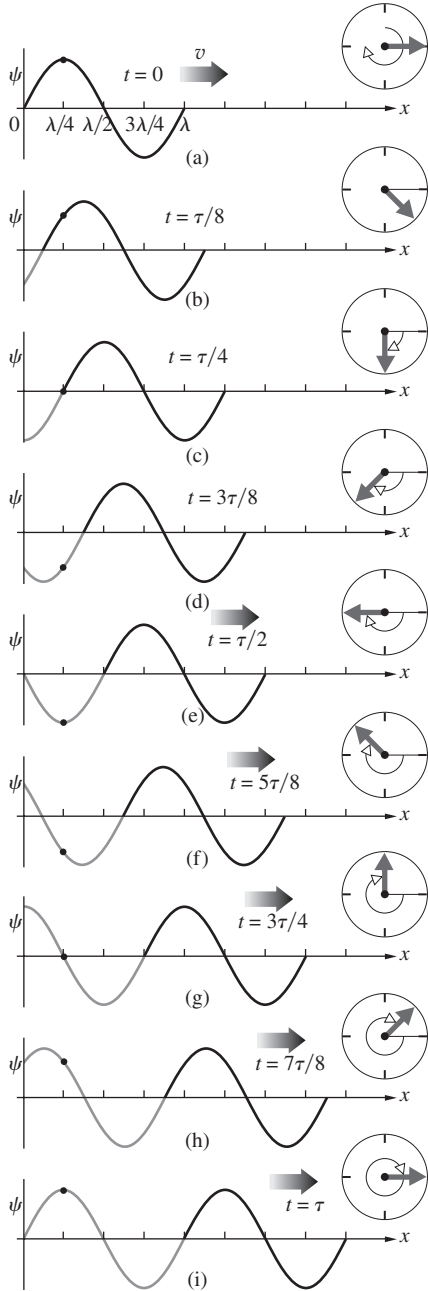 v
ψ
t = 0
x
0 λ/4 λ/2 3λ/4 λ
(a)
ψ
t = τ/8
x
(b)
ψ
t = τ/4
x
(c)
ψ
t = 3τ/8
x
(d)
ψ
t = τ/2
x
(e)
ψ
t = 5τ/8
x
(f)
ψ
t = 3τ/4
x
(g)
ψ
t = 7τ/8
x
(h)
ψ
t = τ
x
(i)